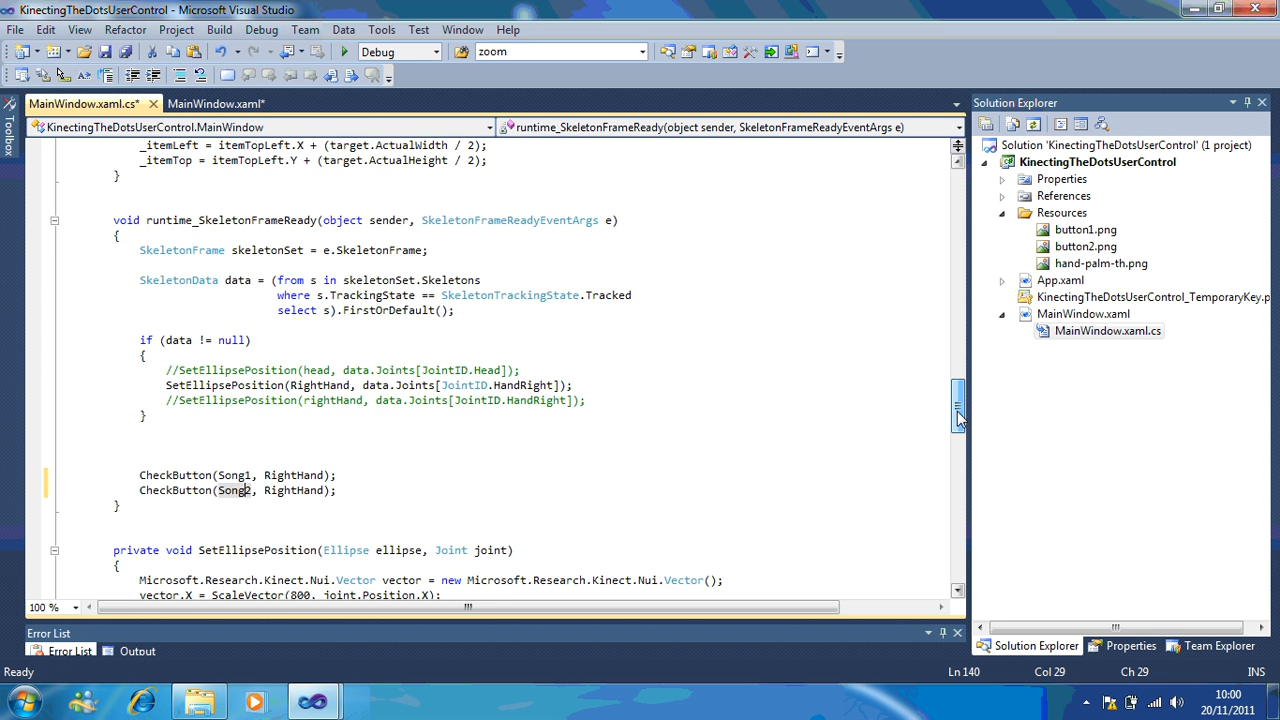 KinectingTheDotsUserControl - Microsoft Visual Studio
File Edit View Refactor Project Build Debug Team Data Tools Test Window Help
Debug zoom
MainWindow.xaml.cs* MainWindow.xaml*
KinectingTheDotsUserControl.MainWindow runtime_SkeletonFrameReady(object sender, SkeletonFrameReadyEventArgs e)
Toolbox
_itemLeft = itemTopLeft.X + (target.ActualWidth / 2);
_itemTop = itemTopLeft.Y + (target.ActualHeight / 2);
}
void runtime_SkeletonFrameReady(object sender, SkeletonFrameReadyEventArgs e)
{
SkeletonFrame skeletonSet = e.SkeletonFrame;
SkeletonData data = (from s in skeletonSet.Skeletons
where s.TrackingState == SkeletonTrackingState.Tracked
select s).FirstOrDefault();
if (data != null)
{
//SetEllipsePosition(head, data.Joints[JointID.Head]);
SetEllipsePosition(RightHand, data.Joints[JointID.HandRight]);
//SetEllipsePosition(rightHand, data.Joints[JointID.HandRight]);
}
CheckButton(Song1, RightHand);
CheckButton(Song2, RightHand);
}
private void SetEllipsePosition(Ellipse ellipse, Joint joint)
{
Microsoft.Research.Kinect.Nui.Vector vector = new Microsoft.Research.Kinect.Nui.Vector();
vector.X = ScaleVector(800, joint.Position.X);
100 %
Error List
Error List Output
Solution Explorer
Solution 'KinectingTheDotsUserControl' (1 project)
KinectingTheDotsUserControl
Properties
References
Resources
button1.png
button2.png
hand-palm-th.png
App.xaml
KinectingTheDotsUserControl_TemporaryKey.p
MainWindow.xaml
MainWindow.xaml.cs
Solution Explorer Properties Team Explorer
Ready Ln 140 Col 29 Ch 29 INS
10:00
20/11/2011